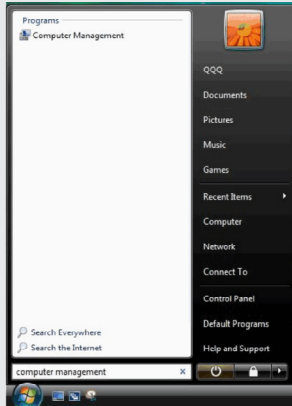 Programs
Computer Management
Search Everywhere
Search the Internet
computer management
QQQ
Documents
Pictures
Music
Games
Recent Items
Computer
Network
Connect To
Control Panel
Default Programs
Help and Support